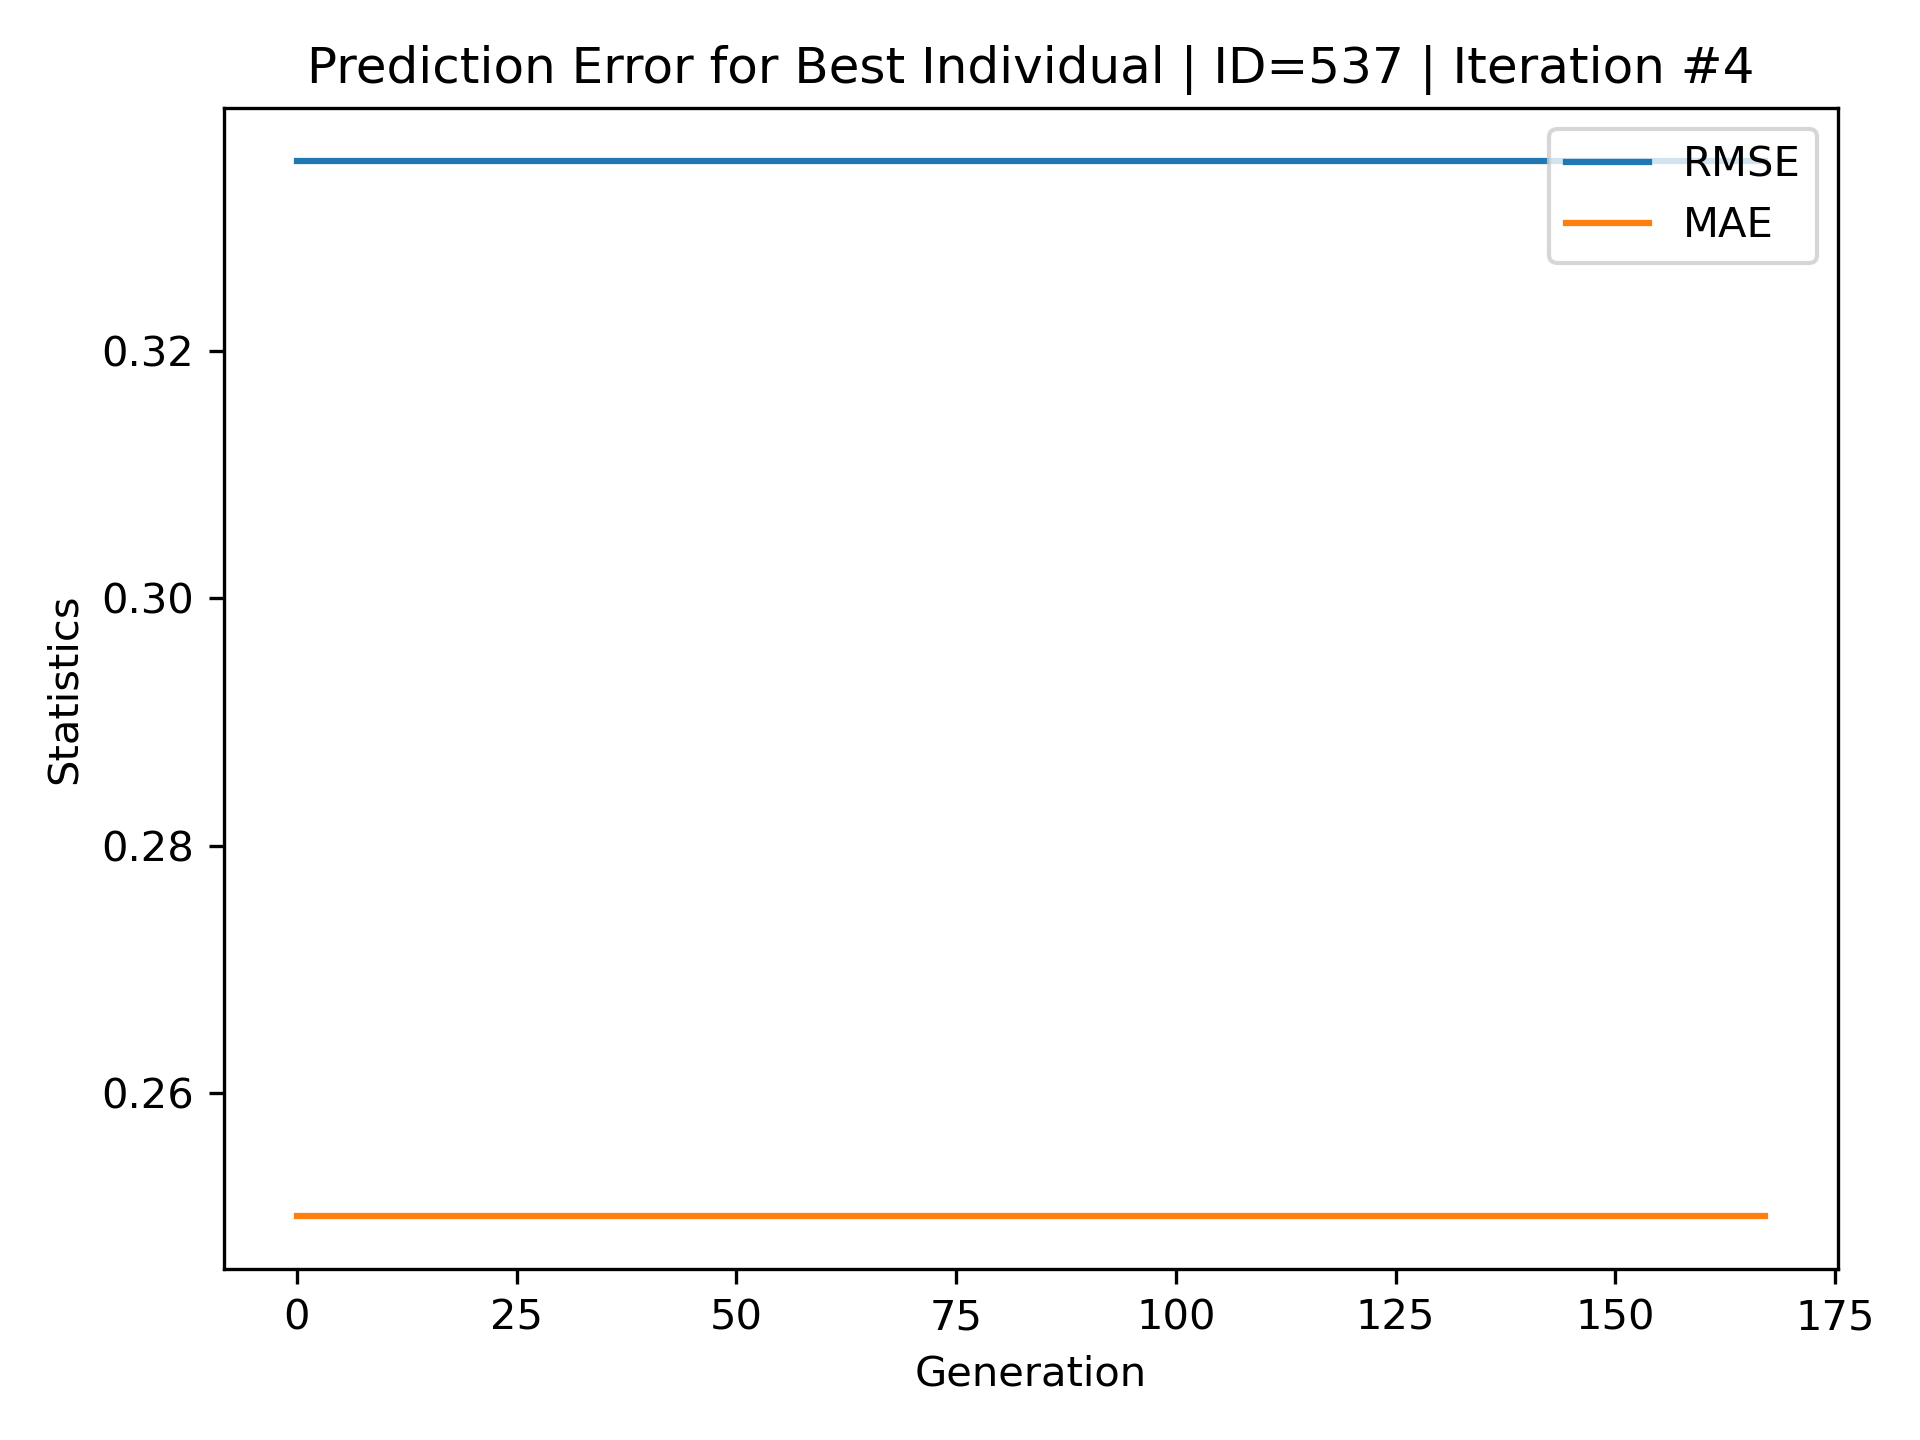 Prediction Error for Best Individual | ID=537 | Iteration #4
RMSE
MAE
0.32
0.30
0.28
0.26
Statistics
0 25 50 75 100 125 150 175
Generation